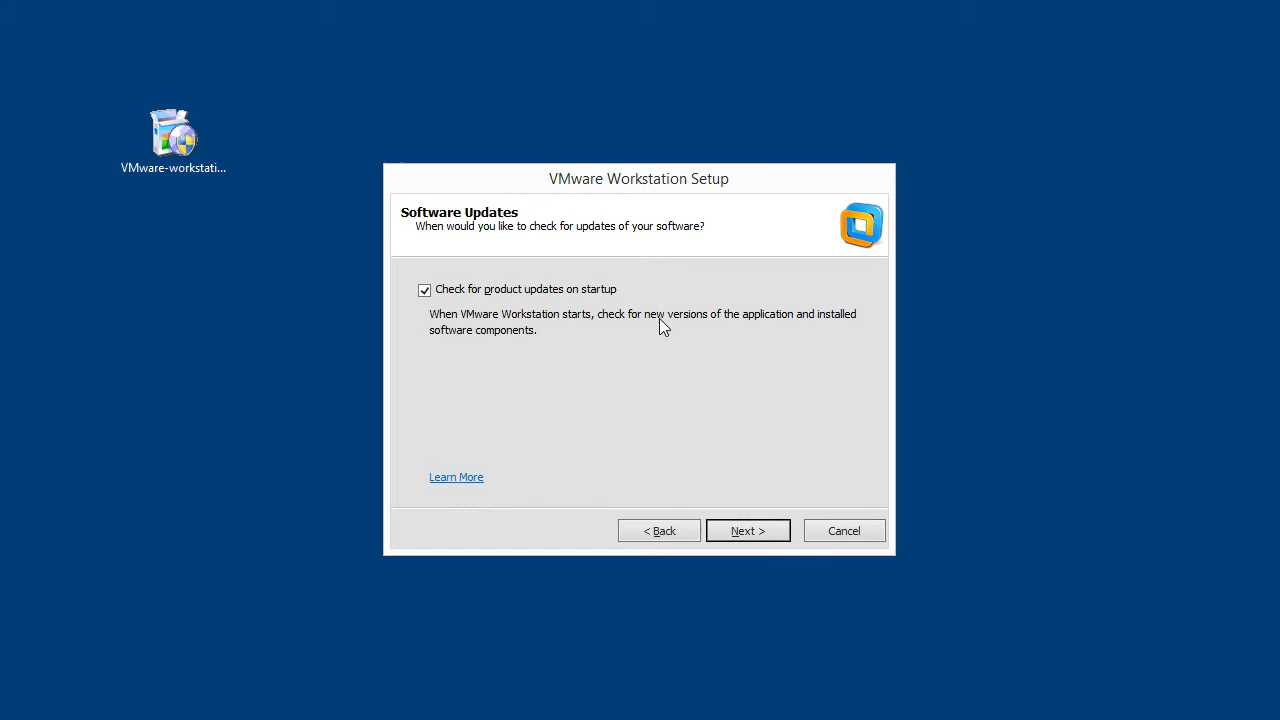 VMware-workstati...
VMware Workstation Setup
Software Updates
When would you like to check for updates of your software?
Check for product updates on startup
When VMware Workstation starts, check for new versions of the application and installed
software components.
Learn More
< Back
Next >
Cancel